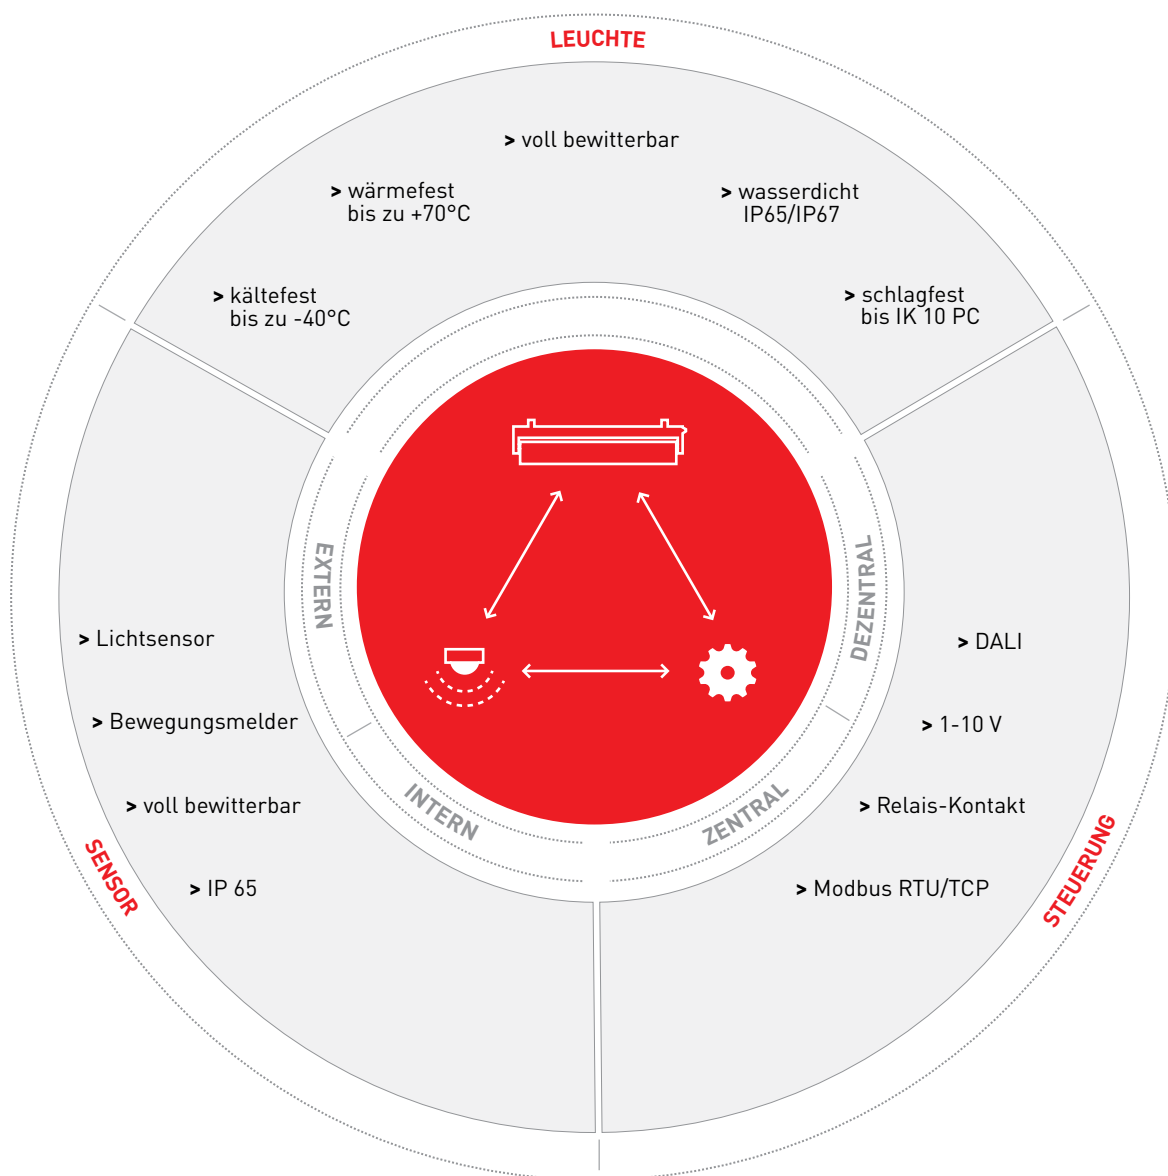 LEUCHTE
> voll bewitterbar
> wärmefest
bis zu +70°C
> wasserdicht
IP65/IP67
> kältefest
bis zu -40°C
> schlagfest
bis IK 10 PC
EXTERN
DEZENTRAL
INTERN
ZENTRAL
> Lichtsensor
> Bewegungsmelder
> voll bewitterbar
> IP 65
SENSOR
> DALI
> 1-10 V
> Relais-Kontakt
> Modbus RTU/TCP
STEUERUNG